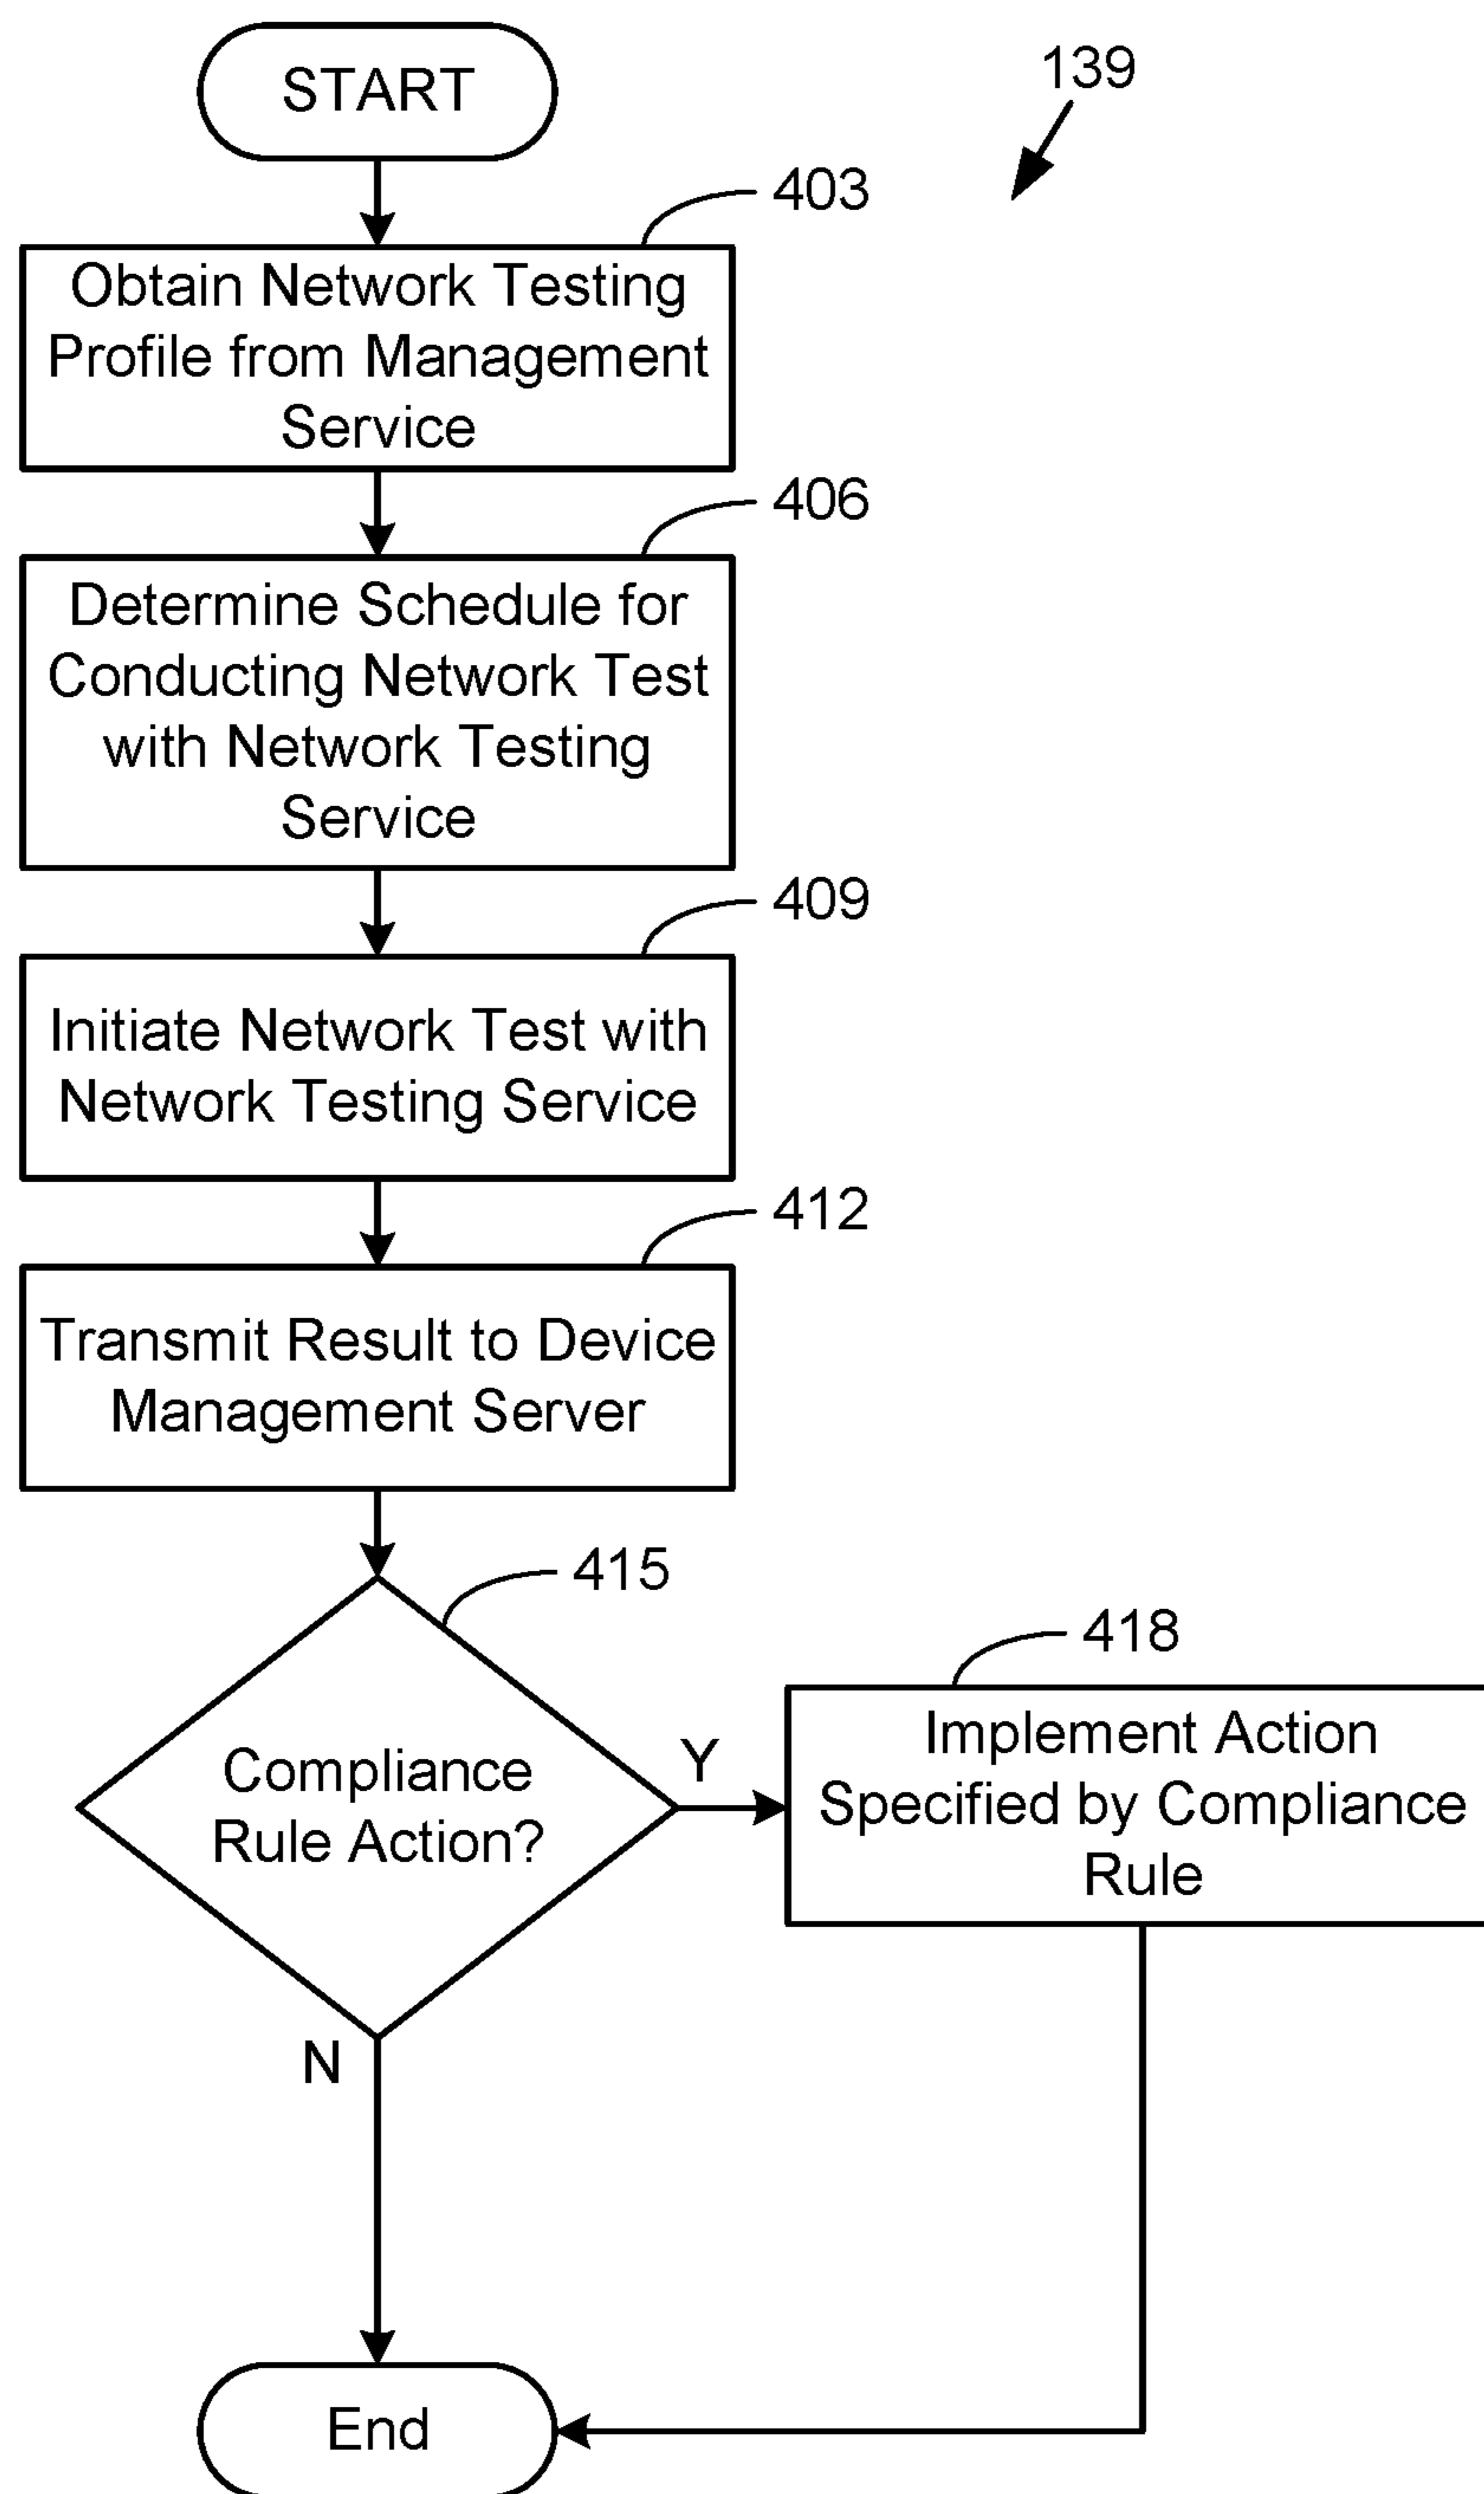 START
139
403
Obtain Network Testing
Profile from Management
Service
406
Determine Schedule for
Conducting Network Test
with Network Testing
Service
409
Initiate Network Test with
Network Testing Service
412
Transmit Result to Device
Management Server
415
Compliance
Rule Action?
Y
418
Implement Action
Specified by Compliance
Rule
N
End